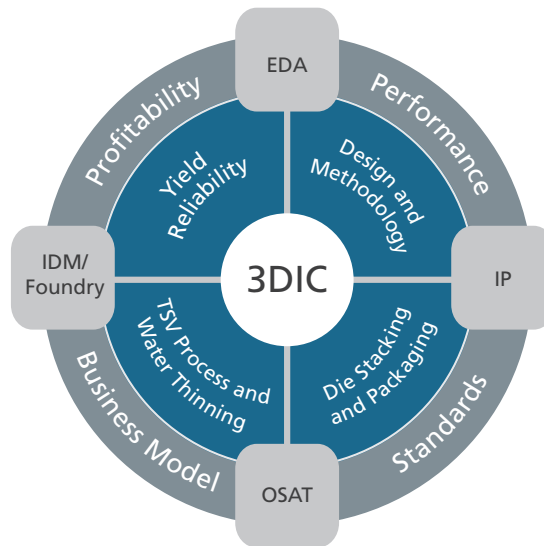 EDA
Profitability
Performance
Yield
Reliability
Design and
Methodology
IDM/
Foundry
3DIC
IP
TSV Process and
Water Thinning
Die Stacking
and Packaging
Business Model
Standards
OSAT